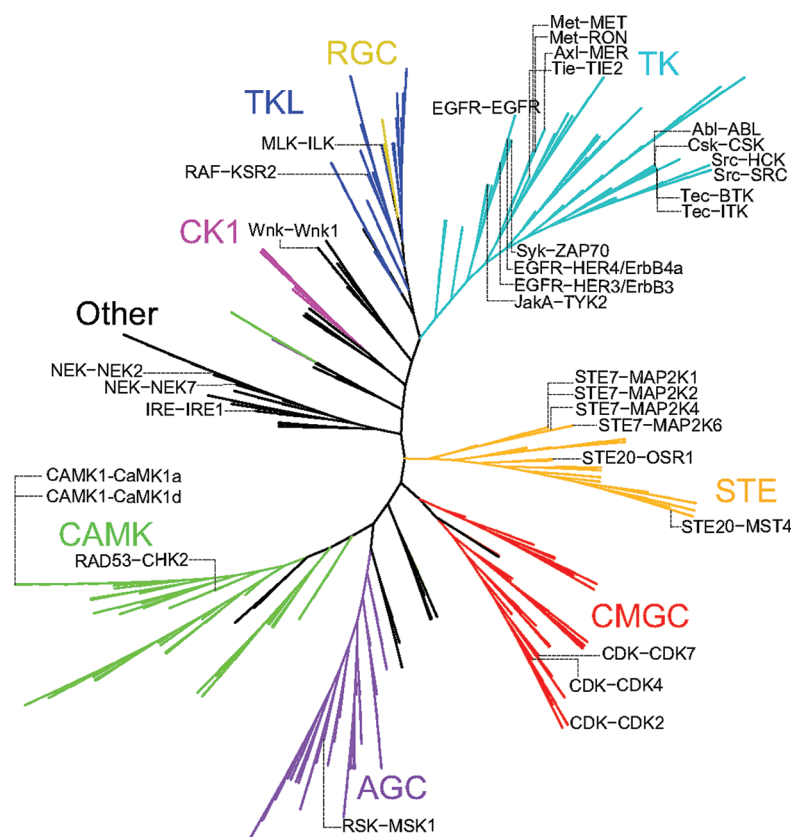 Met–MET
Met–RON
Axl–MER
Tie–TIE2
RGC
TK
TKL
EGFR–EGFR
MLK–ILK
RAF–KSR2
Abl–ABL
Csk–CSK
Src–HCK
Src–SRC
Tec–BTK
Tec–ITK
CK1
Wnk–Wnk1
Syk–ZAP70
EGFR–HER4/ErbB4a
EGFR–HER3/ErbB3
JakA–TYK2
Other
NEK–NEK2
NEK–NEK7
IRE–IRE1
STE7–MAP2K1
STE7–MAP2K2
STE7–MAP2K4
STE7–MAP2K6
STE20–OSR1
STE
STE20–MST4
CAMK1-CaMK1a
CAMK1-CaMK1d
CAMK
RAD53–CHK2
CMGC
CDK–CDK7
CDK–CDK4
CDK–CDK2
AGC
RSK–MSK1